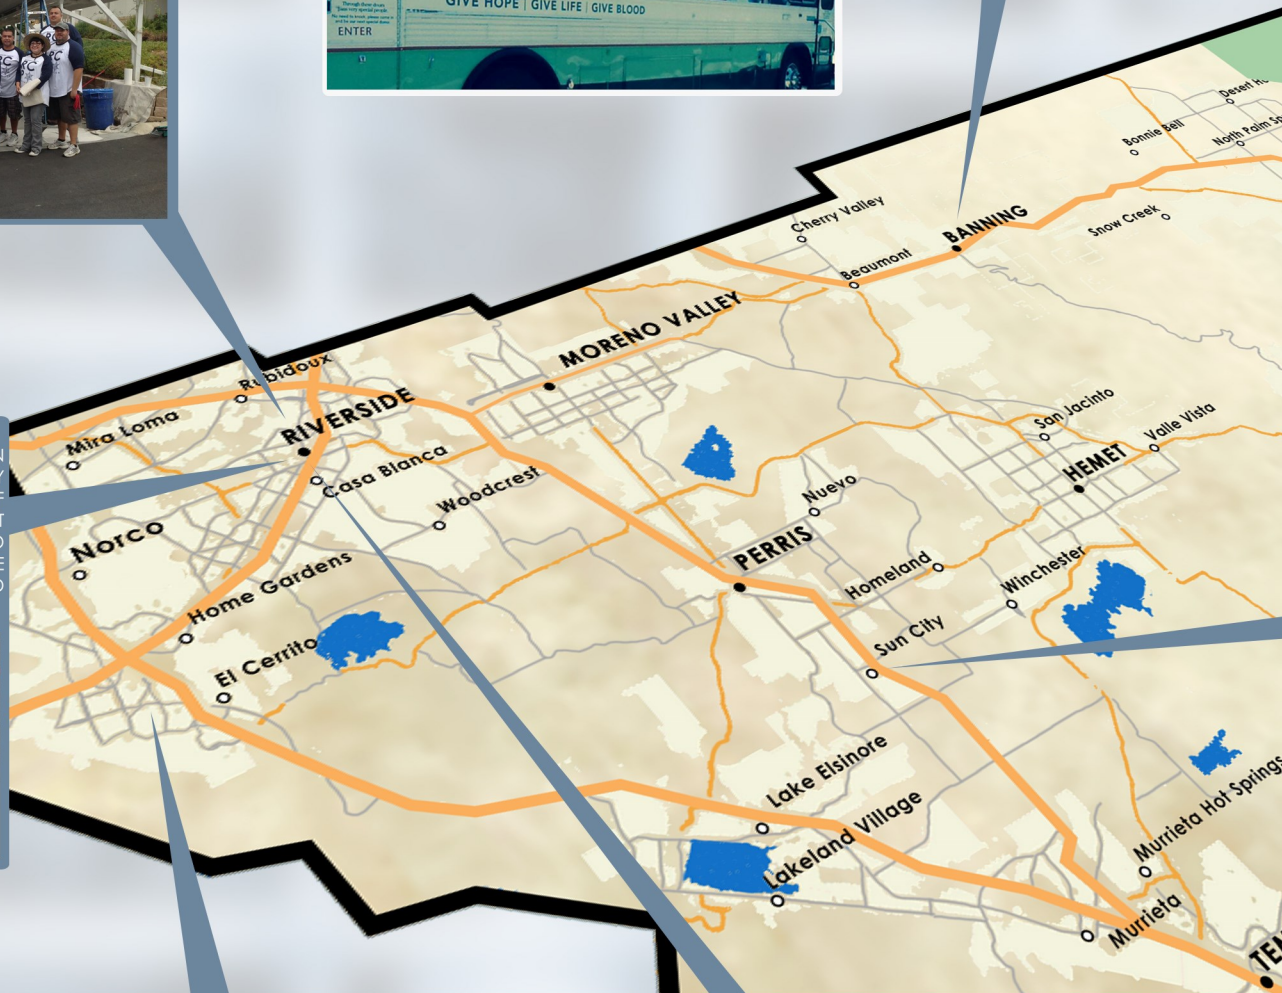 GIVE HOPE | GIVE LIFE | GIVE BLOOD
ENTER
Desert
Bonnie Bell
North Palm
Cherry Valley
BANNING
Snow Creek
Beaumont
MORENO VALLEY
Rubidoux
RIVERSIDE
Mira Loma
San Jacinto
Valle Vista
HEMET
Casa Blanca
Woodcrest
Nuevo
Norco
PERRIS
Home Gardens
Homeland
Winchester
El Cerrito
Sun City
Lake Elsinore
Lakeland Village
Murrieta Hot Springs
Murrieta
TEM